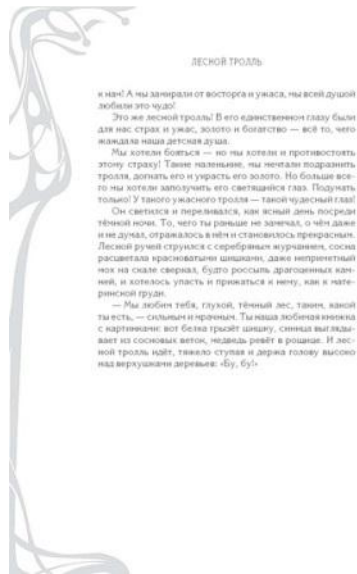 ЛЕСНОЙ ТРОЛЛЬ
к нам! А мы замирали от восторга и ужаса, мы всей душой
любили это чудо!
Это же лесной тролль! В его единственном глазу были
для нас страх и ужас, золото и богатство — всё то, чего
жаждала наша детская душа.
Мы хотели бояться — но мы хотели и противостоять
этому страху! Такие маленькие, мы мечтали подразнить
тролля, догнать его и украсть его золото. Но больше все-
го мы хотели заполучить его светящийся глаз. Подумать
только! У такого ужасного тролля — такой чудесный глаз!
Он светился и переливался, как ясный день посреди
тёмной ночи. То, чего ты раньше не замечал, о чём даже
и не думал, отражалось в нём и становилось прекрасным.
Лесной ручей струился с серебряным журчанием, сосна
расцветала красноватыми шишками, даже неприметный
мох на скале сверкал, будто россыпь драгоценных кам-
ней, и хотелось упасть и прижаться к нему, как к мате-
ринской груди.
— Мы любим тебя, глухой, тёмный лес, таким, какой
ты есть, — сильным и мрачным. Ты наша любимая книжка
с картинками: вот белка грызёт шишку, синица выгляды-
вает из сосновых веток, медведь ревёт в рощице. И лес-
ной тролль идёт, тяжело ступая и держа голову высоко
над верхушками деревьев: «Бу, бу!»